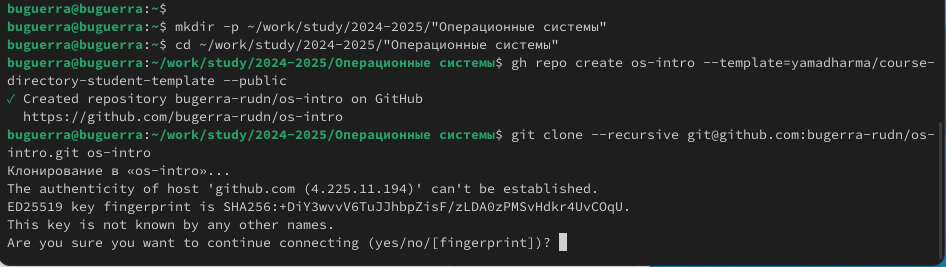 buguerra@buguerra:~$
buguerra@buguerra:~$ mkdir -p ~/work/study/2024-2025/"Операционные системы"
buguerra@buguerra:~$ cd ~/work/study/2024-2025/"Операционные системы"
buguerra@buguerra:~/work/study/2024-2025/Операционные системы$ gh repo create os-intro --template=yamadharma/course-
directory-student-template --public
✓ Created repository bugerra-rudn/os-intro on GitHub
https://github.com/bugerra-rudn/os-intro
buguerra@buguerra:~/work/study/2024-2025/Операционные системы$ git clone --recursive git@github.com:bugerra-rudn/os-
intro.git os-intro
Клонирование в «os-intro»...
The authenticity of host 'github.com (4.225.11.194)' can't be established.
ED25519 key fingerprint is SHA256:+DiY3wvvV6TuJJhbpZisF/zLDA0zPMSvHdkr4UvCOqU.
This key is not known by any other names.
Are you sure you want to continue connecting (yes/no/[fingerprint])?